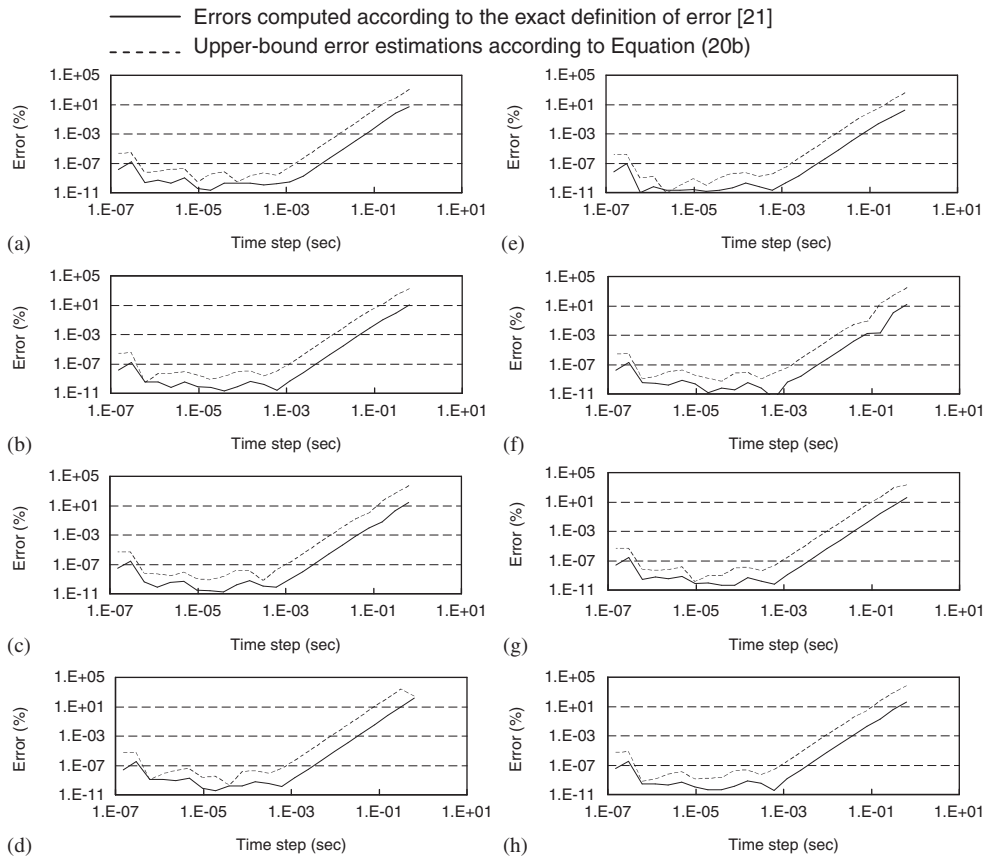 Errors computed according to the exact definition of error [21]
Upper-bound error estimations according to Equation (20b)
1.E+05
1.E+01
1.E-03
1.E-07
1.E-11
Error (%)
1.E-07 1.E-05 1.E-03 1.E-01 1.E+01
(a) Time step (sec)
1.E+05
1.E+01
1.E-03
1.E-07
1.E-11
Error (%)
1.E-07 1.E-05 1.E-03 1.E-01 1.E+01
(e) Time step (sec)
1.E+05
1.E+01
1.E-03
1.E-07
1.E-11
Error (%)
1.E-07 1.E-05 1.E-03 1.E-01 1.E+01
(b) Time step (sec)
1.E+05
1.E+01
1.E-03
1.E-07
1.E-11
Error (%)
1.E-07 1.E-05 1.E-03 1.E-01 1.E+01
(f) Time step (sec)
1.E+05
1.E+01
1.E-03
1.E-07
1.E-11
Error (%)
1.E-07 1.E-05 1.E-03 1.E-01 1.E+01
(c) Time step (sec)
1.E+05
1.E+01
1.E-03
1.E-07
1.E-11
Error (%)
1.E-07 1.E-05 1.E-03 1.E-01 1.E+01
(g) Time step (sec)
1.E+05
1.E+01
1.E-03
1.E-07
1.E-11
Error (%)
1.E-07 1.E-05 1.E-03 1.E-01 1.E+01
(d) Time step (sec)
1.E+05
1.E+01
1.E-03
1.E-07
1.E-11
Error (%)
1.E-07 1.E-05 1.E-03 1.E-01 1.E+01
(h) Time step (sec)